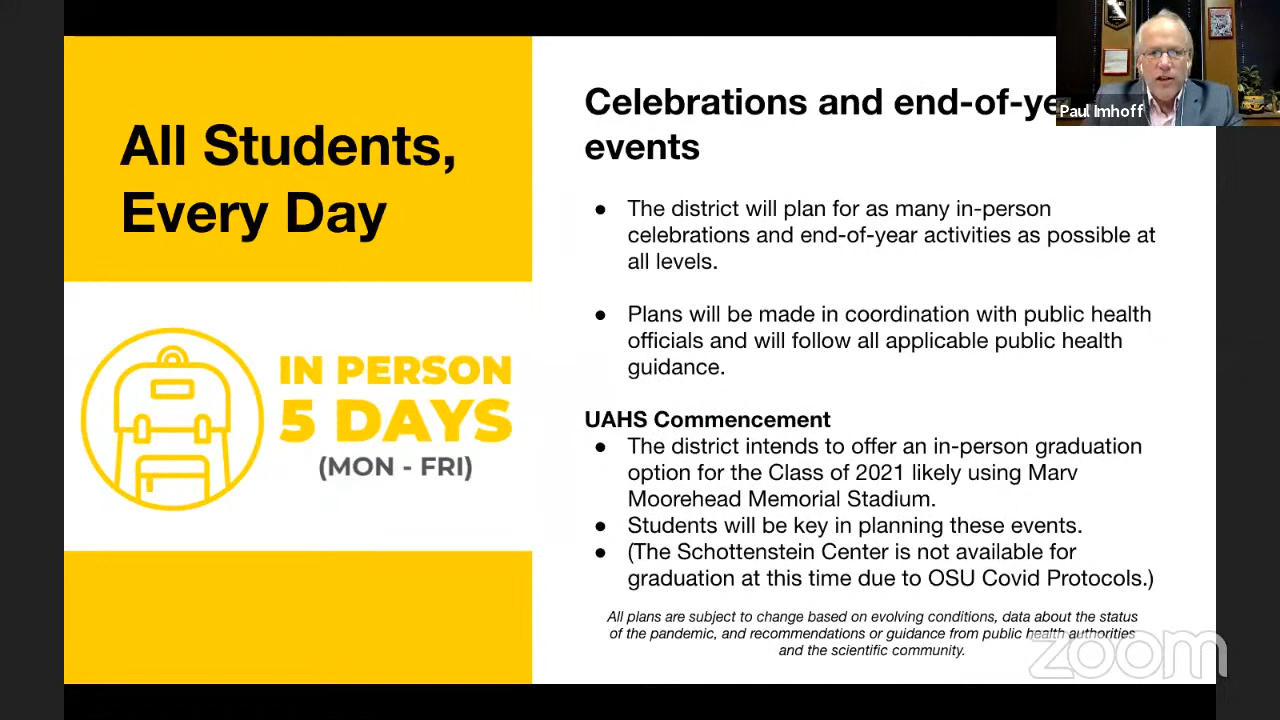 All Students,
Every Day
IN PERSON
5 DAYS
(MON - FRI)
Celebrations and end-of-ye
events
● The district will plan for as many in-person
celebrations and end-of-year activities as possible at
all levels.
● Plans will be made in coordination with public health
officials and will follow all applicable public health
guidance.
UAHS Commencement
● The district intends to offer an in-person graduation
option for the Class of 2021 likely using Marv
Moorehead Memorial Stadium.
● Students will be key in planning these events.
● (The Schottenstein Center is not available for
graduation at this time due to OSU Covid Protocols.)
All plans are subject to change based on evolving conditions, data about the status
of the pandemic, and recommendations or guidance from public health authorities
and the scientific community.
Paul Imhoff
zoom